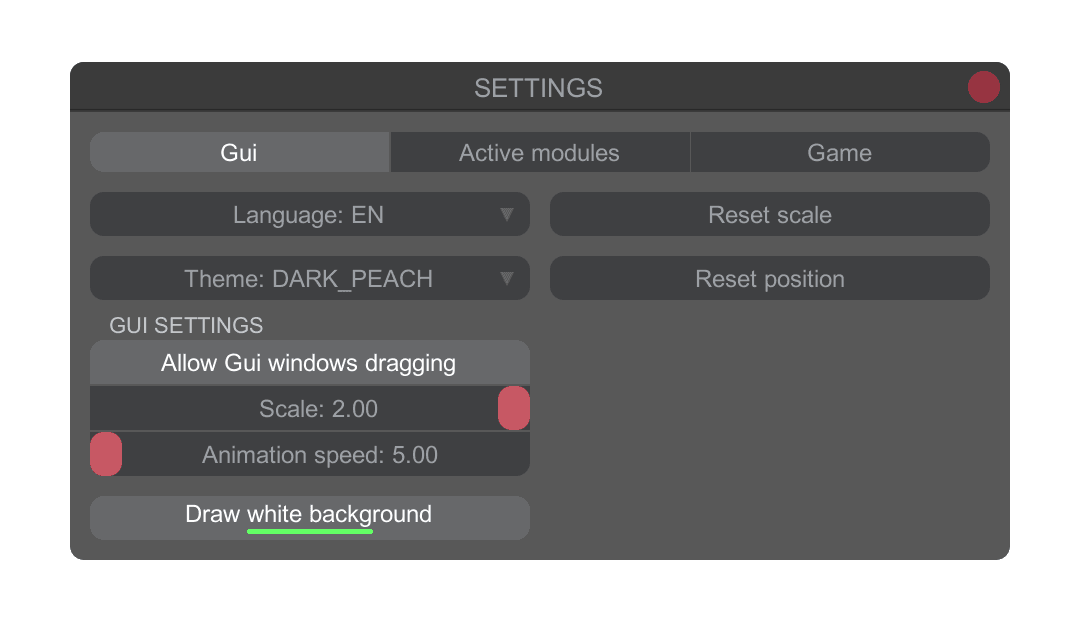 SETTINGS
Gui
Active modules
Game
Language: EN
Reset scale
Theme: DARK_PEACH
Reset position
GUI SETTINGS
Allow Gui windows dragging
Scale: 2.00
Animation speed: 5.00
Draw white background